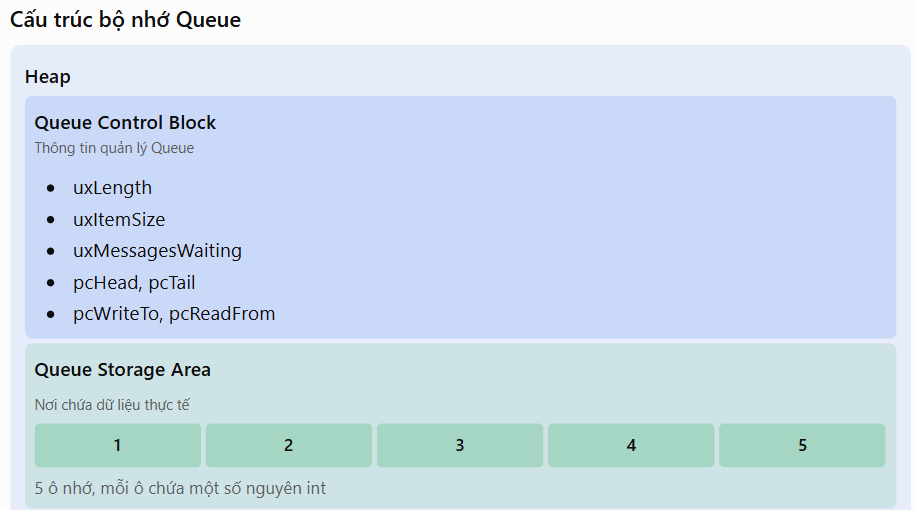 Cấu trúc bộ nhớ Queue
Heap
Queue Control Block
Thông tin quản lý Queue
• uxLength
• uxItemSize
• uxMessagesWaiting
• pcHead, pcTail
• pcWriteTo, pcReadFrom
Queue Storage Area
Nơi chứa dữ liệu thực tế
1 2 3 4 5
5 ô nhớ, mỗi ô chứa một số nguyên int